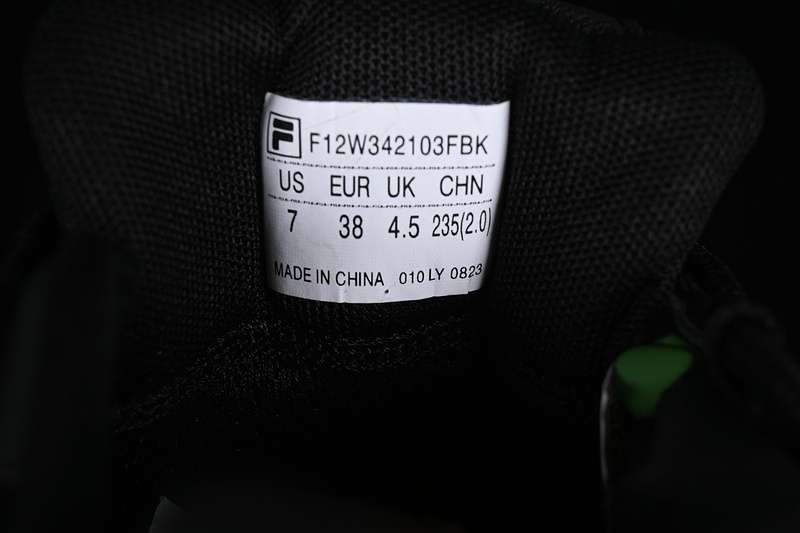 F12W342103FBK
US EUR UK CHN
7 38 4.5 235(2.0)
MADE IN CHINA 010 LY 0823